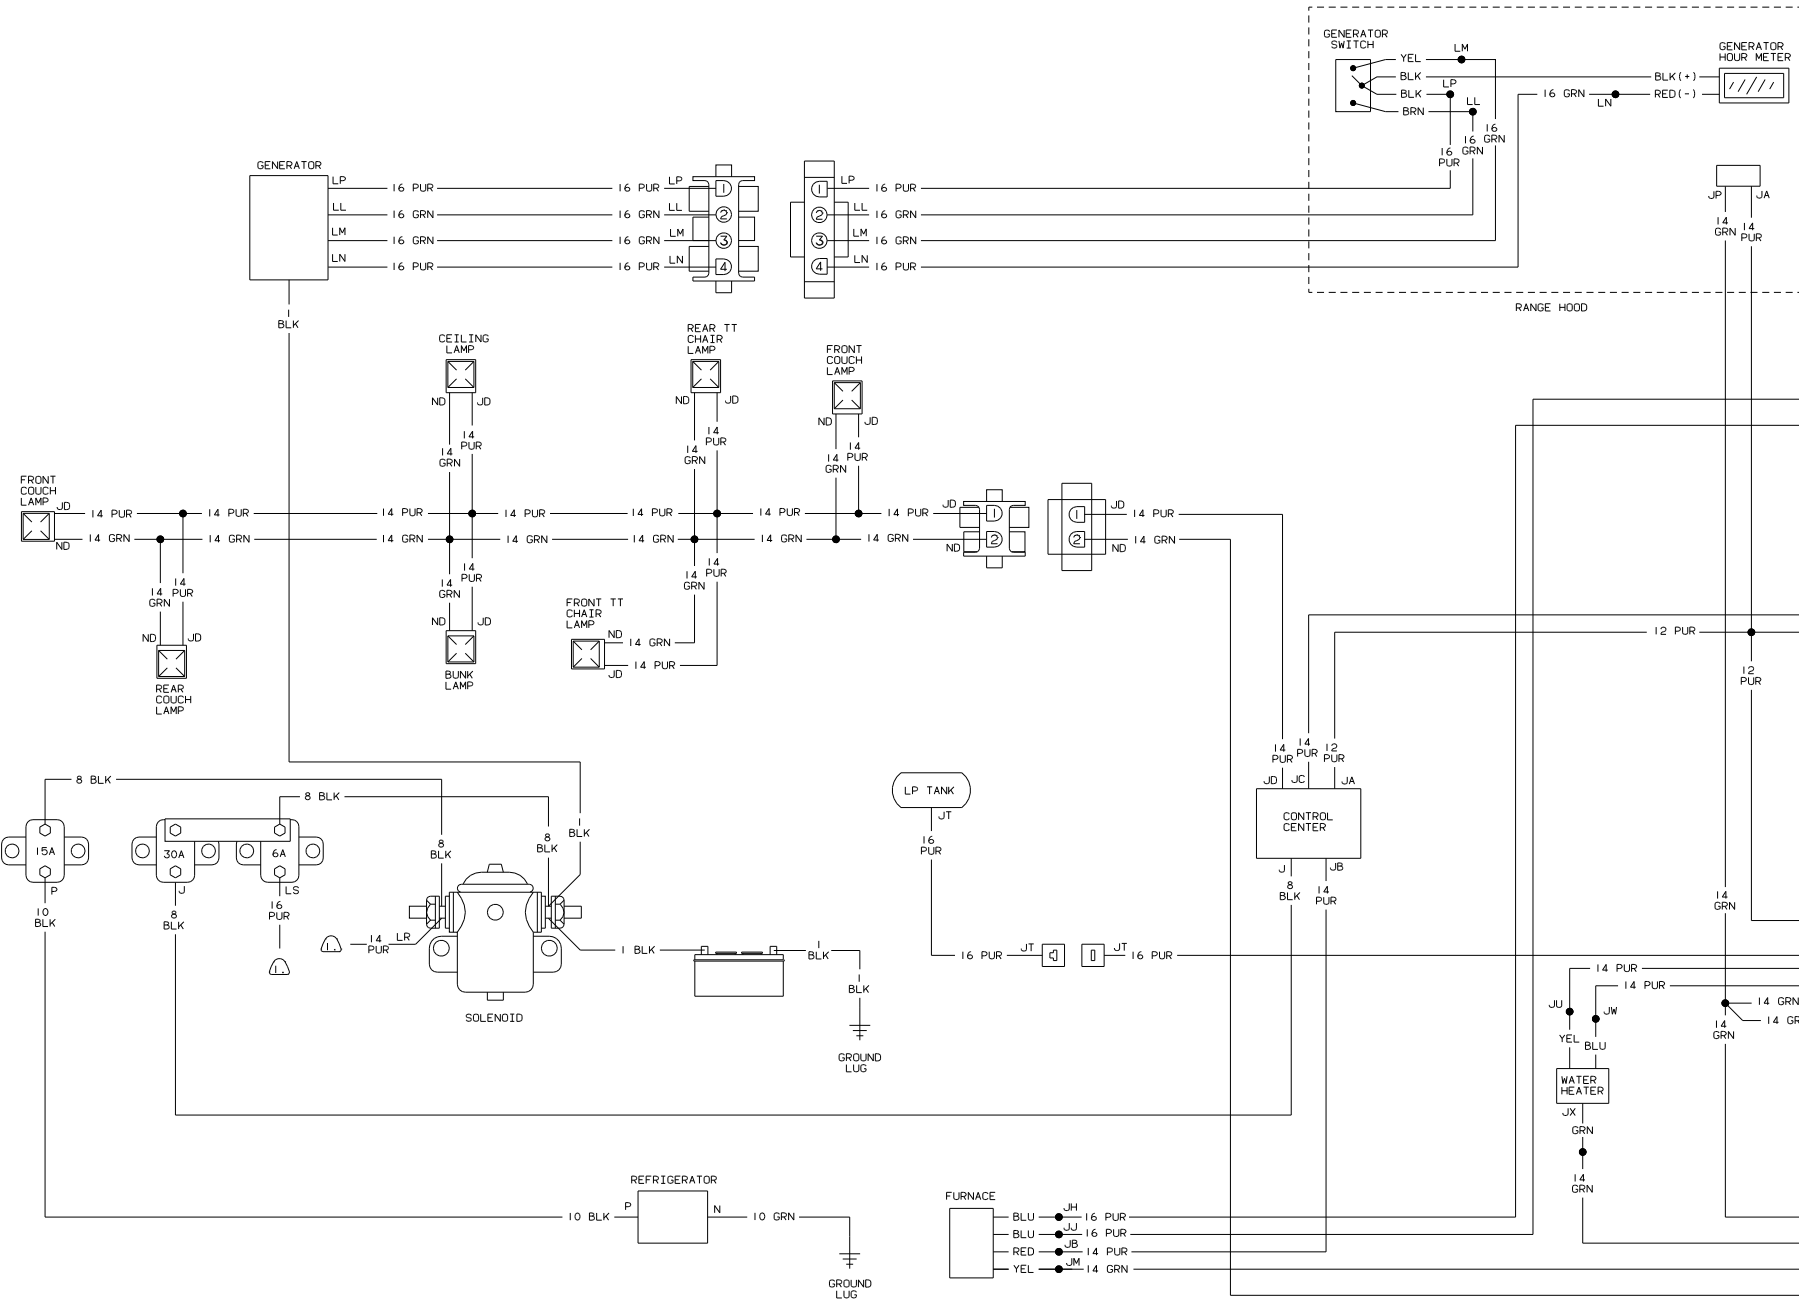 GENERATOR
SWITCH
YEL
LM
BLK
LP
BLK
LL
BRN
16
GRN
16
GRN
16
PUR
16 GRN
LN
BLK(+)
RED(-)
GENERATOR
HOUR METER
RANGE HOOD
GENERATOR
LP
16 PUR
16 PUR
LP
1
1
LP
16 PUR
LL
16 GRN
16 GRN
LL
2
2
LL
16 GRN
LM
16 GRN
16 GRN
LM
3
3
LM
16 GRN
LN
16 PUR
16 PUR
LN
4
4
LN
16 PUR
JP
JA
14
GRN
14
PUR
1
BLK
CEILING
LAMP
ND
JD
14
PUR
14
GRN
REAR TT
CHAIR
LAMP
ND
JD
14
PUR
14
GRN
FRONT
COUCH
LAMP
ND
JD
14
PUR
14
GRN
FRONT
COUCH
LAMP
JD
14 PUR
14 PUR
14 PUR
14 PUR
14 PUR
14 PUR
14 PUR
JD
1
1
JD
14 PUR
ND
14 GRN
14 GRN
14 GRN
14 GRN
14 GRN
14 GRN
14 GRN
ND
2
2
ND
14 GRN
14
PUR
14
GRN
ND
JD
REAR
COUCH
LAMP
14
PUR
14
GRN
ND
JD
BUNK
LAMP
14
PUR
14
GRN
FRONT TT
CHAIR
LAMP
ND
14 GRN
14 PUR
JD
12 PUR
12
PUR
14
PUR
14
PUR
12
PUR
JD
JC
JA
CONTROL
CENTER
J
JB
8
BLK
14
PUR
8 BLK
8 BLK
15A
P
10
BLK
30A
J
8
BLK
6A
LS
16
PUR
1.
1.
14
PUR
LR
8
BLK
8
BLK
1
BLK
SOLENOID
1 BLK
1
BLK
1
BLK
GROUND
LUG
LP TANK
JT
16
PUR
16 PUR
JT
JT
16 PUR
14
GRN
14 PUR
14 PUR
JU
JW
YEL
BLU
WATER
HEATER
JX
GRN
14
GRN
14 GRN
14 GR
14
GRN
REFRIGERATOR
10 BLK
P
N
10 GRN
GROUND
LUG
FURNACE
BLU
JH
16 PUR
BLU
JJ
16 PUR
RED
JB
14 PUR
YEL
JM
14 GRN